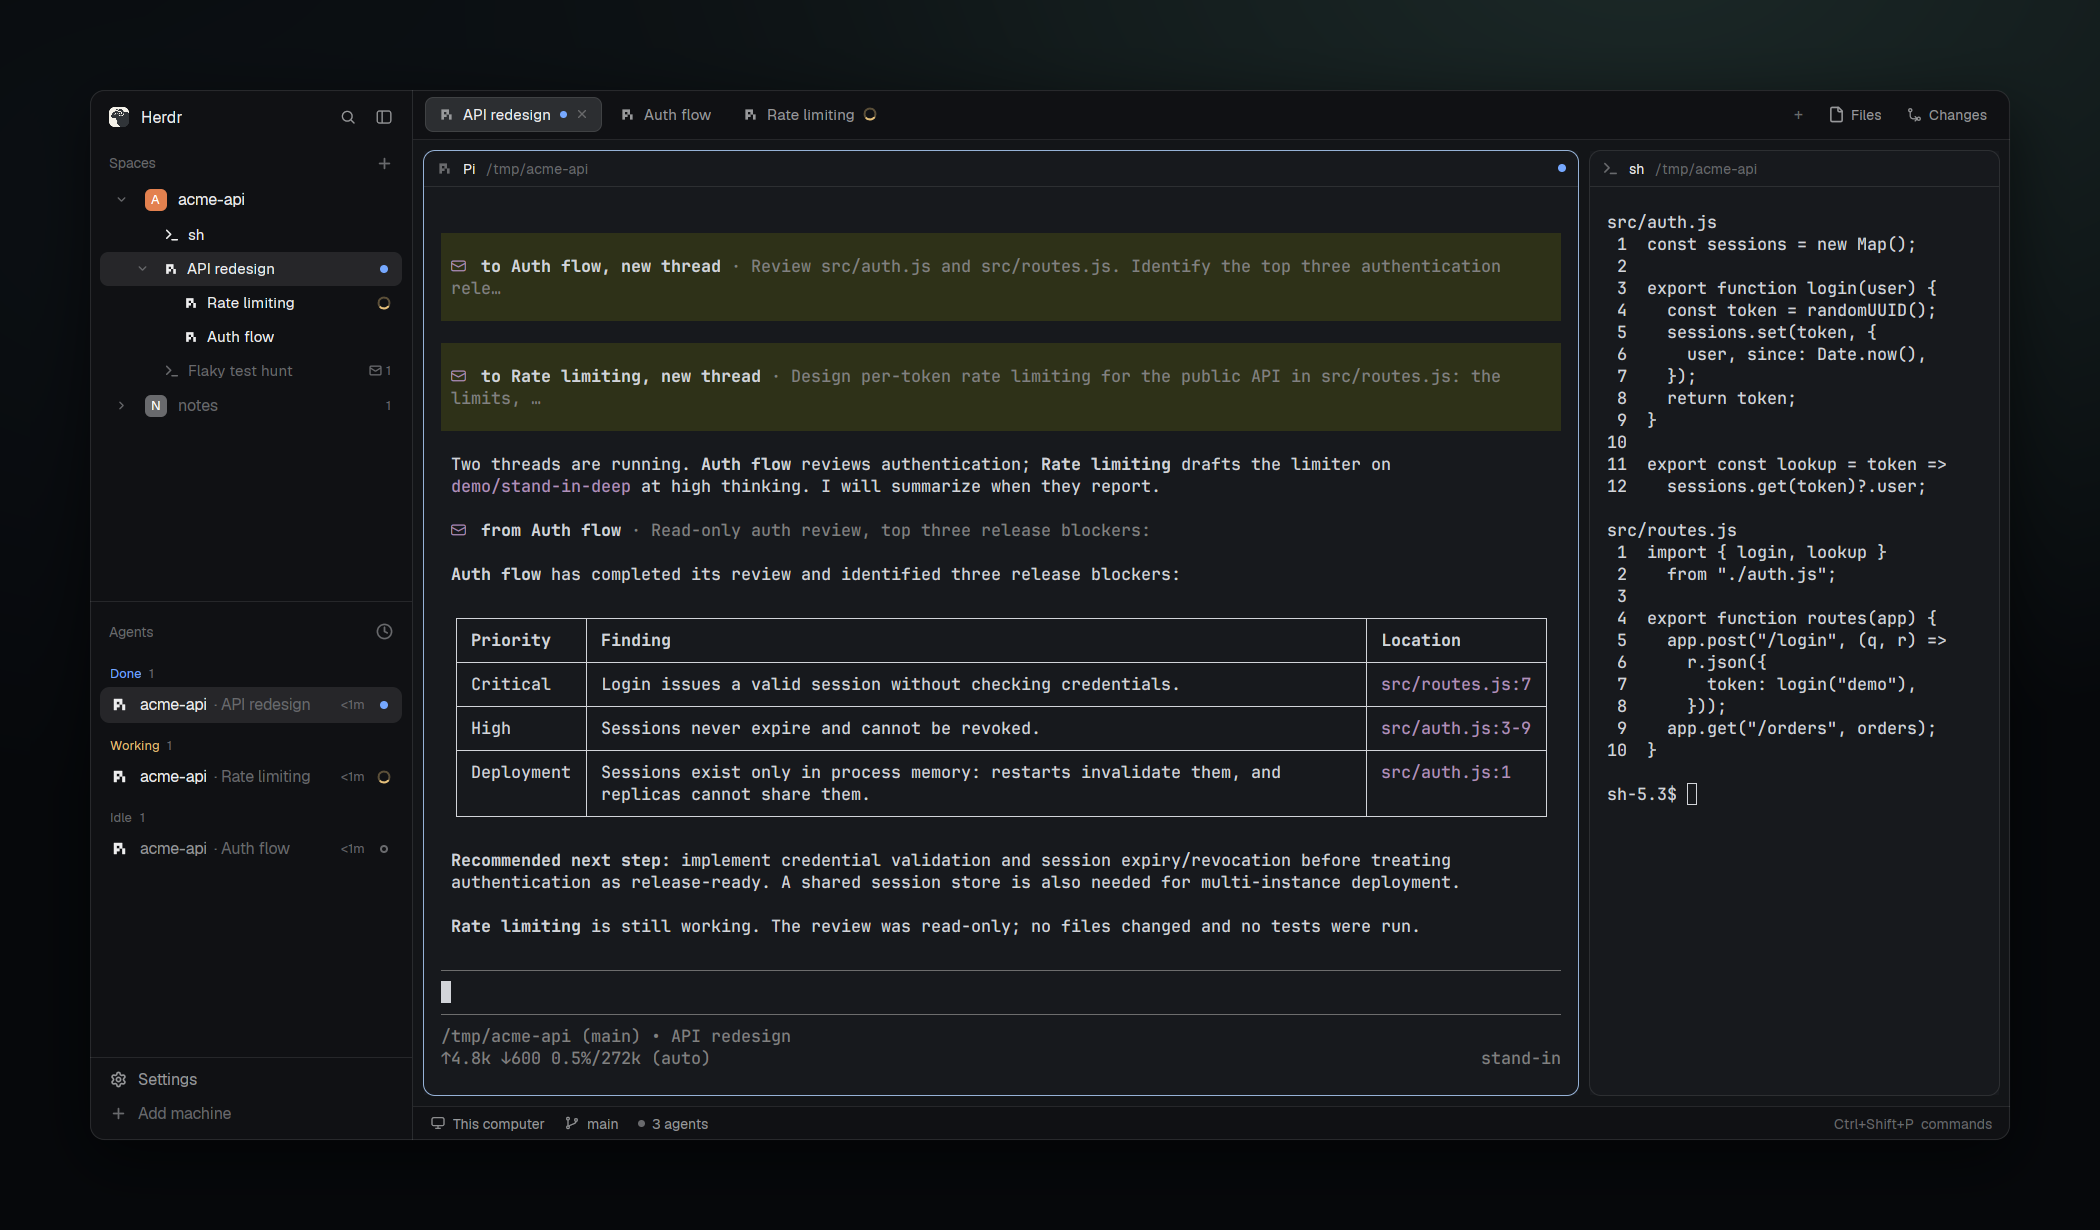 Herdr
Spaces
A acme-api
sh
API redesign
Rate limiting
Auth flow
Flaky test hunt 1
N notes 1
Agents
Done 1
acme-api · API redesign <1m
Working 1
acme-api · Rate limiting <1m
Idle 1
acme-api · Auth flow <1m
Settings
Add machine
API redesign
Auth flow
Rate limiting
Files
Changes
Pi /tmp/acme-api
to Auth flow, new thread · Review src/auth.js and src/routes.js. Identify the top three authentication
rele…
to Rate limiting, new thread · Design per-token rate limiting for the public API in src/routes.js: the
limits, …
Two threads are running. Auth flow reviews authentication; Rate limiting drafts the limiter on
demo/stand-in-deep at high thinking. I will summarize when they report.
from Auth flow · Read-only auth review, top three release blockers:
Auth flow has completed its review and identified three release blockers:
Priority Finding Location
Critical Login issues a valid session without checking credentials. src/routes.js:7
High Sessions never expire and cannot be revoked. src/auth.js:3-9
Deployment Sessions exist only in process memory: restarts invalidate them, and src/auth.js:1
replicas cannot share them.
Recommended next step: implement credential validation and session expiry/revocation before treating
authentication as release-ready. A shared session store is also needed for multi-instance deployment.
Rate limiting is still working. The review was read-only; no files changed and no tests were run.
/tmp/acme-api (main) • API redesign
↑4.8k ↓600 0.5%/272k (auto) stand-in
sh /tmp/acme-api
src/auth.js
1 const sessions = new Map();
2
3 export function login(user) {
4 const token = randomUUID();
5 sessions.set(token, {
6 user, since: Date.now(),
7 });
8 return token;
9 }
10
11 export const lookup = token =>
12 sessions.get(token)?.user;
src/routes.js
1 import { login, lookup }
2 from "./auth.js";
3
4 export function routes(app) {
5 app.post("/login", (q, r) =>
6 r.json({
7 token: login("demo"),
8 }));
9 app.get("/orders", orders);
10 }
sh-5.3$
This computer
main
3 agents
Ctrl+Shift+P commands